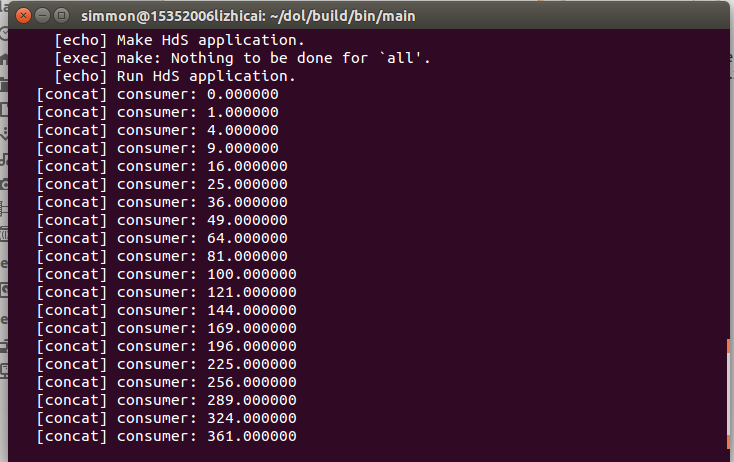 simmon@15352006lizhicai: ~/dol/build/bin/main
[echo] Make HdS application.
[exec] make: Nothing to be done for `all'.
[echo] Run HdS application.
[concat] consumer: 0.000000
[concat] consumer: 1.000000
[concat] consumer: 4.000000
[concat] consumer: 9.000000
[concat] consumer: 16.000000
[concat] consumer: 25.000000
[concat] consumer: 36.000000
[concat] consumer: 49.000000
[concat] consumer: 64.000000
[concat] consumer: 81.000000
[concat] consumer: 100.000000
[concat] consumer: 121.000000
[concat] consumer: 144.000000
[concat] consumer: 169.000000
[concat] consumer: 196.000000
[concat] consumer: 225.000000
[concat] consumer: 256.000000
[concat] consumer: 289.000000
[concat] consumer: 324.000000
[concat] consumer: 361.000000